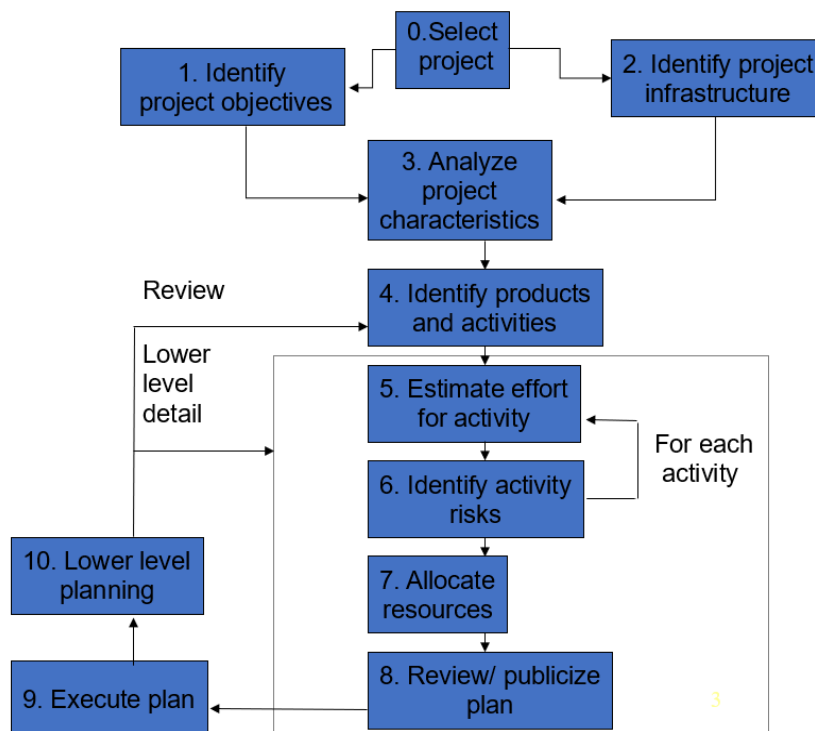 0.Select
project
1. Identify
project objectives
2. Identify project
infrastructure
3. Analyze
project
characteristics
Review
4. Identify products
and activities
Lower
level
detail
5. Estimate effort
for activity
For each
activity
6. Identify activity
risks
10. Lower level
planning
7. Allocate
resources
8. Review/ publicize
plan
9. Execute plan
3